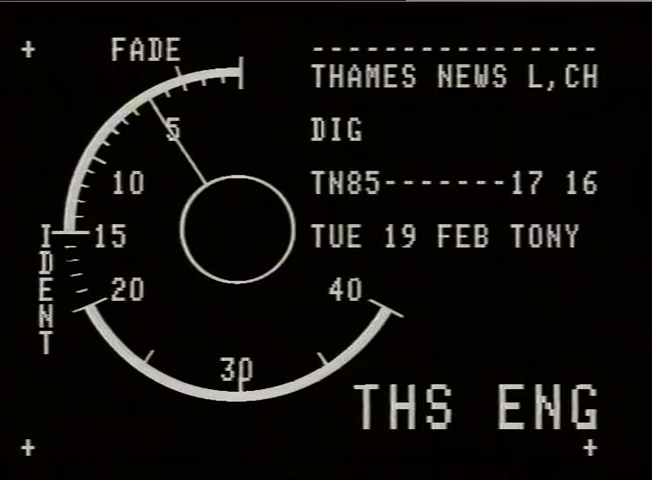 FADE
----------------
THAMES NEWS L,CH
5
DIG
10
TN85-------17 16
IDENT
15
TUE 19 FEB TONY
20
40
30
THS ENG